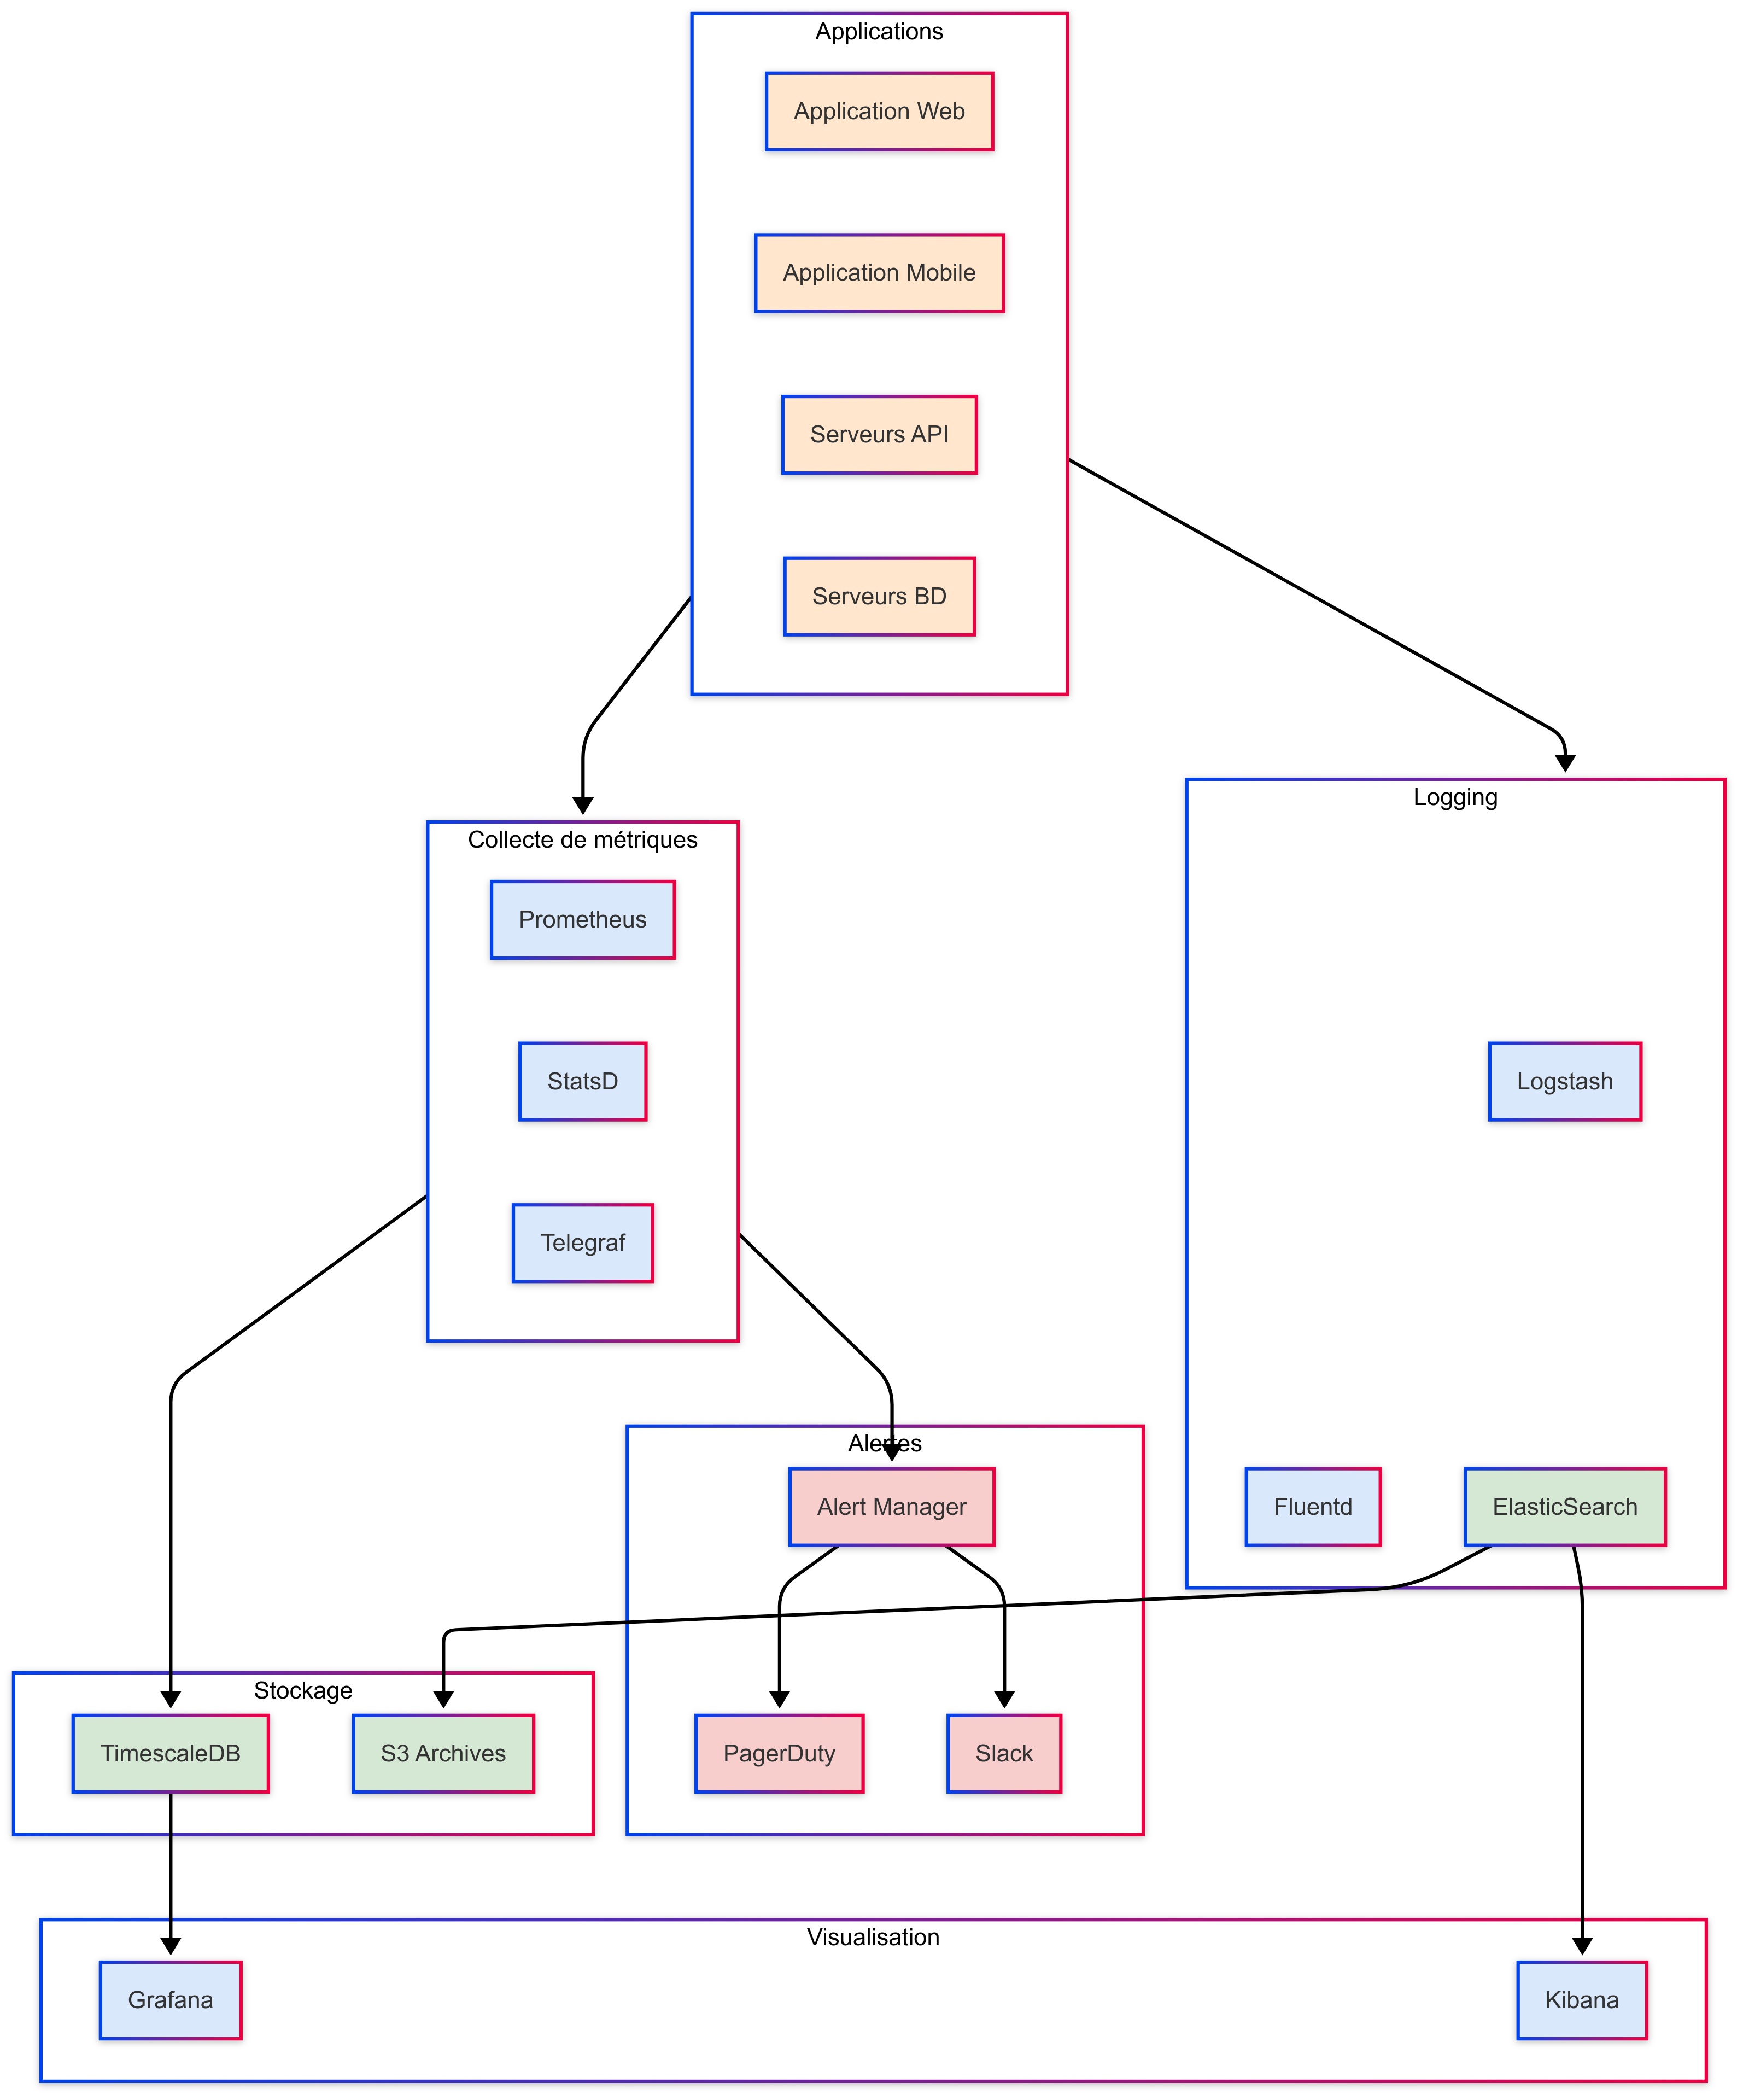 Applications
Application Web
Application Mobile
Serveurs API
Serveurs BD
Collecte de métriques
Prometheus
StatsD
Telegraf
Logging
Logstash
Fluentd
ElasticSearch
Alertes
Alert Manager
PagerDuty
Slack
Stockage
TimescaleDB
S3 Archives
Visualisation
Grafana
Kibana